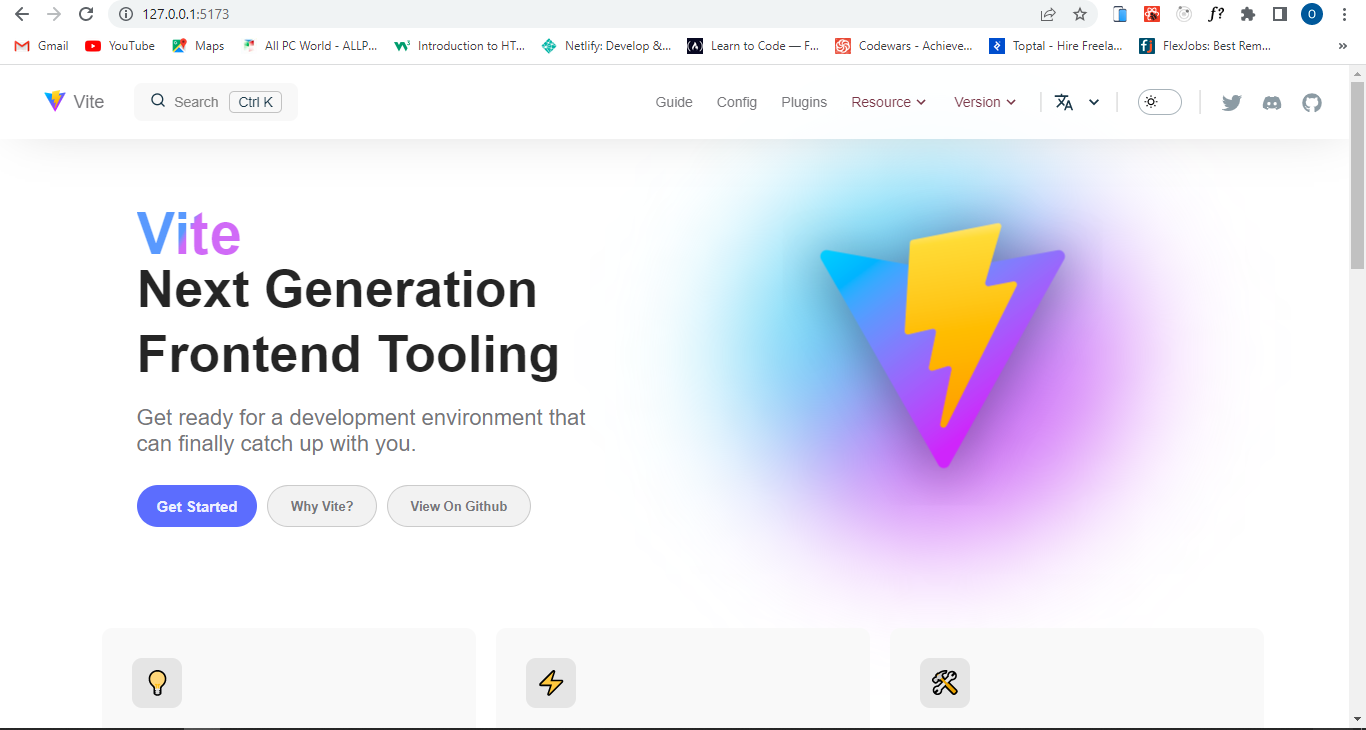 127.0.0.1:5173
Gmail YouTube Maps All PC World - ALLP... Introduction to HT... Netlify: Develop &... Learn to Code — F... Codewars - Achieve... Toptal - Hire Freela... FlexJobs: Best Rem... »
f?
O
Vite Search Ctrl K Guide Config Plugins Resource Version
Vite
Next Generation
Frontend Tooling
Get ready for a development environment that
can finally catch up with you.
Get Started Why Vite? View On Github